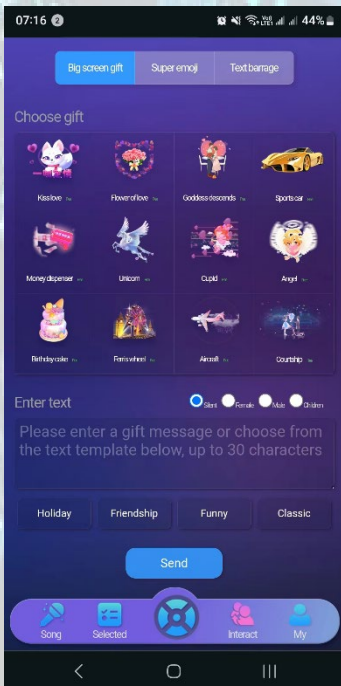 07:16 2 44%
Big screen gift Super emoji Text barrage
Choose gift
Kiss love Flower of love Goddess descends Sports car
Money dispenser Unicorn Cupid Angel
Birthday cake Ferris wheel Aircraft Courtship
Enter text Silent Female Male Children
Please enter a gift message or choose from
the text template below, up to 30 characters
Holiday Friendship Funny Classic
Send
Song Selected Interact My